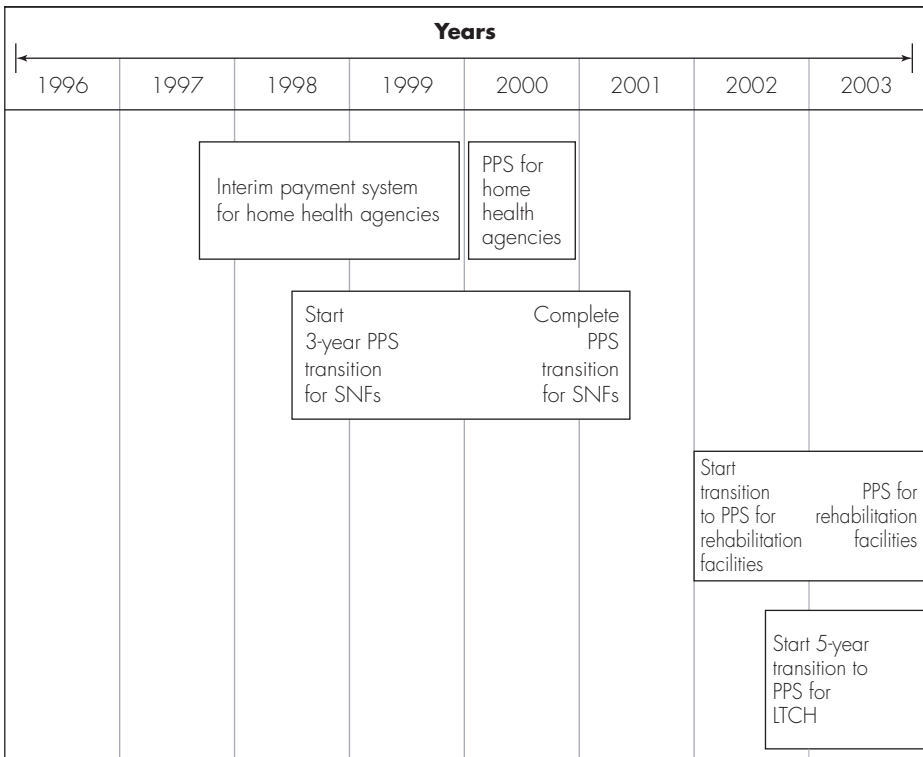 Years
1996 1997 1998 1999 2000 2001 2002 2003
Interim payment system
for home health agencies
PPS for
home
health
agencies
Start
3-year PPS
transition
for SNFs
Complete
PPS
transition
for SNFs
Start
transition
to PPS for
rehabilitation
facilities
PPS for
rehabilitation
facilities
Start 5-year
transition to
PPS for
LTCH